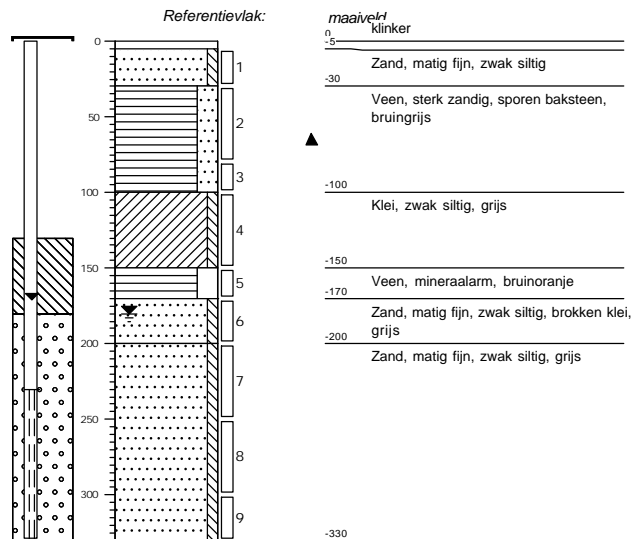 Referentievlak: maaiveld
0
klinker
-5
Zand, matig fijn, zwak siltig
-30
Veen, sterk zandig, sporen baksteen,
bruingrijs
-100
Klei, zwak siltig, grijs
-150
Veen, mineraalarm, bruinoranje
-170
Zand, matig fijn, zwak siltig, brokken klei,
grijs
-200
Zand, matig fijn, zwak siltig, grijs
-330
0
50
100
150
200
250
300
1
2
3
4
5
6
7
8
9